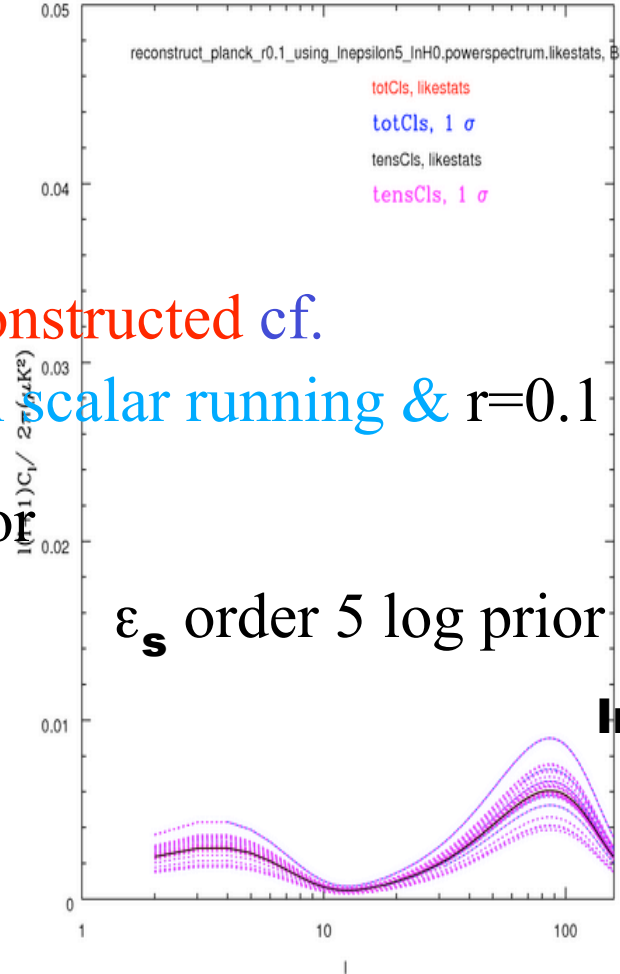 0.05
reconstruct_planck_r0.1_using_lnepsilon5_lnH0.powerspectrum.likestats, B
totCls, likestats
totCls, 1 σ
tensCls, likestats
tensCls, 1 σ
0.04
onstructed cf.
0.03
scalar running & r=0.1
l(l+1)C_l / 2π(μK²)
or
0.02
εs order 5 log prior
0.01
ln
0
1 10 100
l